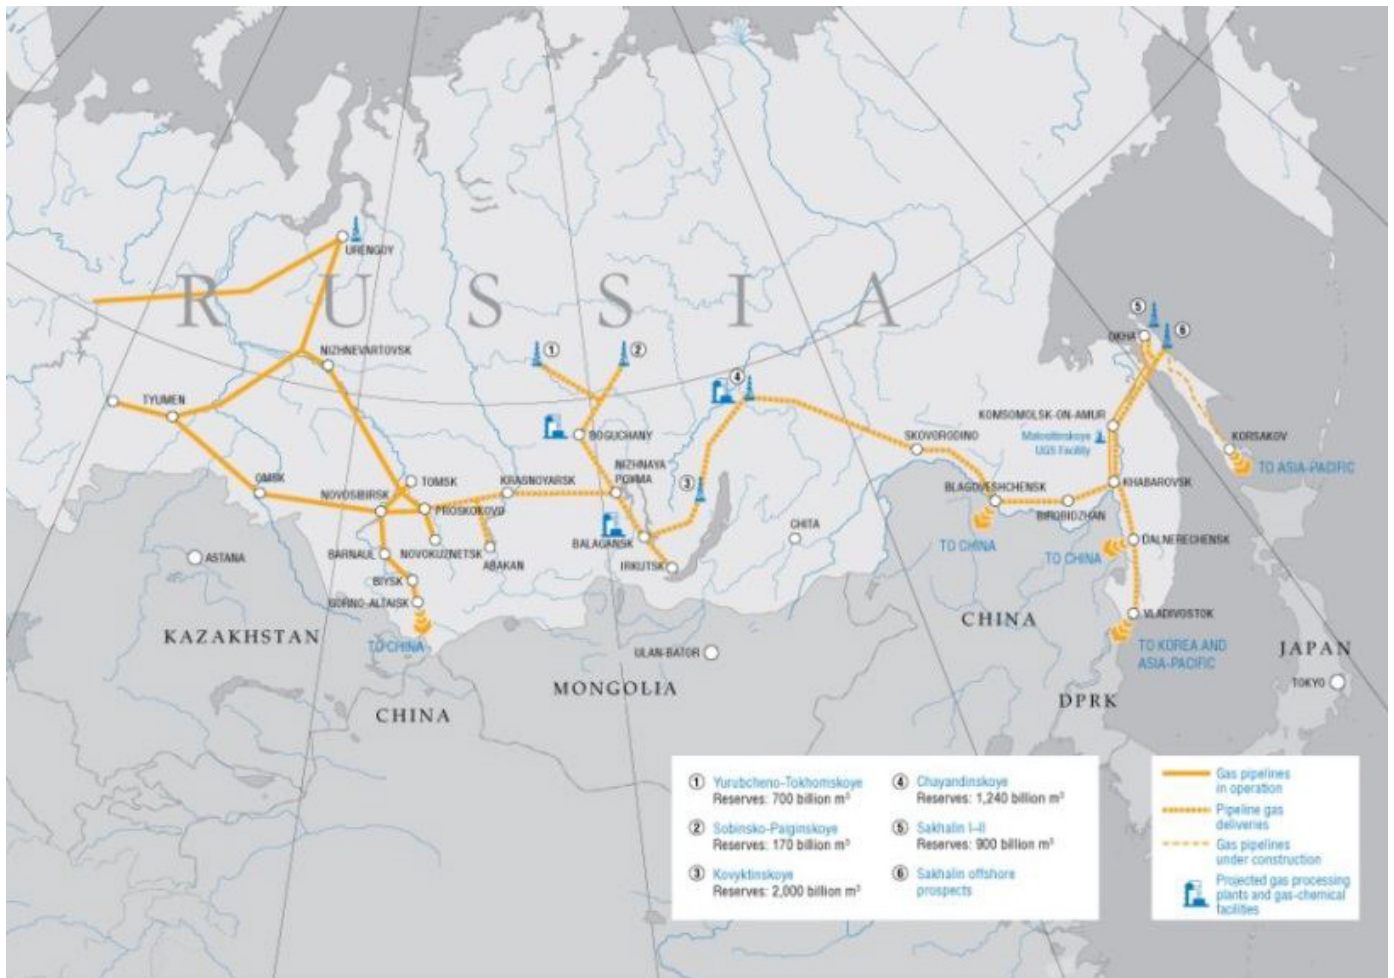 R U S S I A
URENGOY
NIZHNEVARTOVSK
TYUMEN
OMSK
TOMSK
NOVOSIBIRSK
PROSKOKOVO
KRASNOYARSK
BARNAUL
NOVOKUZNETSK
ABAKAN
BIYSK
GORNO-ALTAISK
TO CHINA
ASTANA
KAZAKHSTAN
CHINA
1
2
BOGUCHANY
NIZHNAYA
POYMA
BALAGANSK
IRKUTSK
3
4
CHITA
ULAN-BATOR
MONGOLIA
SKOVORODINO
BLAGOVESHCHENSK
BIROBIDZHAN
TO CHINA
TO CHINA
CHINA
5
6
OKHA
KOMSOMOLSK-ON-AMUR
UGS Facility
KHABAROVSK
KORSAKOV
TO ASIA-PACIFIC
DALNERECHENSK
VLADIVOSTOK
TO KOREA AND
ASIA-PACIFIC
JAPAN
TOKYO
DPRK
1 Yurubcheno-Tokhomskoye
Reserves: 700 billion m³
2 Sobinsko-Paiginskoye
Reserves: 170 billion m³
3 Kovyktinskoye
Reserves: 2,000 billion m³
4 Chayandinskoye
Reserves: 1,240 billion m³
5 Sakhalin I–II
Reserves: 900 billion m³
6 Sakhalin offshore
prospects
Gas pipelines
in operation
Pipeline gas
deliveries
Gas pipelines
under construction
Projected gas processing
plants and gas-chemical
facilities